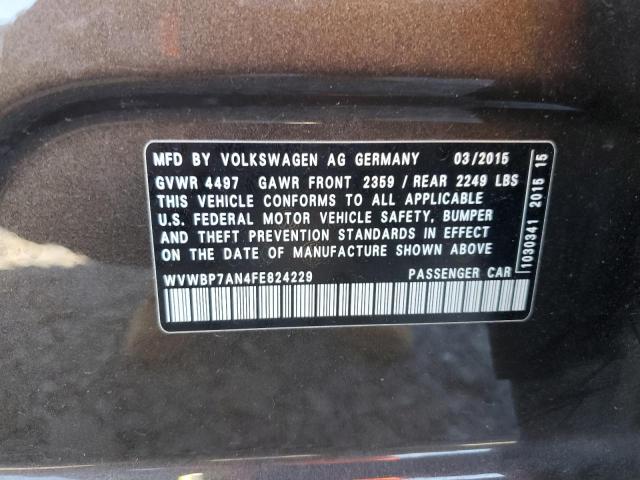 MFD BY VOLKSWAGEN AG GERMANY 03/2015
GVWR 4497 GAWR FRONT 2359 / REAR 2249 LBS
THIS VEHICLE CONFORMS TO ALL APPLICABLE
U.S. FEDERAL MOTOR VEHICLE SAFETY, BUMPER
AND THEFT PREVENTION STANDARDS IN EFFECT
ON THE DATE OF MANUFACTURE SHOWN ABOVE
WVWBP7AN4FE824229 PASSENGER CAR
1030341 2015 15